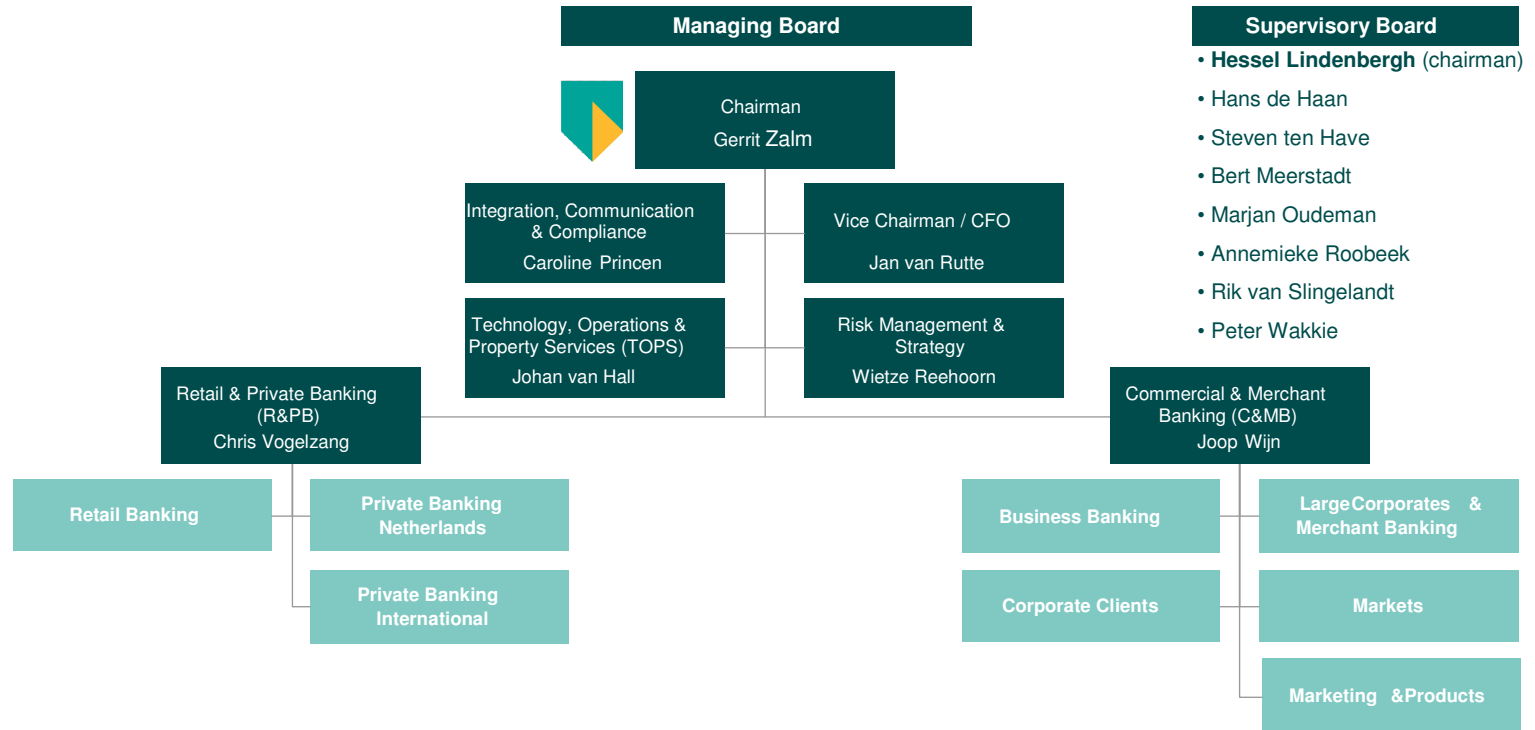 Managing Board
Supervisory Board
• Hessel Lindenbergh (chairman)
• Hans de Haan
• Steven ten Have
• Bert Meerstadt
• Marjan Oudeman
• Annemieke Roobeek
• Rik van Slingelandt
• Peter Wakkie
Chairman
Gerrit Zalm
Integration, Communication
& Compliance
Caroline Princen
Vice Chairman / CFO
Jan van Rutte
Technology, Operations &
Property Services (TOPS)
Johan van Hall
Risk Management &
Strategy
Wietze Reehoorn
Retail & Private Banking
(R&PB)
Chris Vogelzang
Commercial & Merchant
Banking (C&MB)
Joop Wijn
Retail Banking
Private Banking
Netherlands
Private Banking
International
Business Banking
LargeCorporates &
Merchant Banking
Corporate Clients
Markets
Marketing &Products